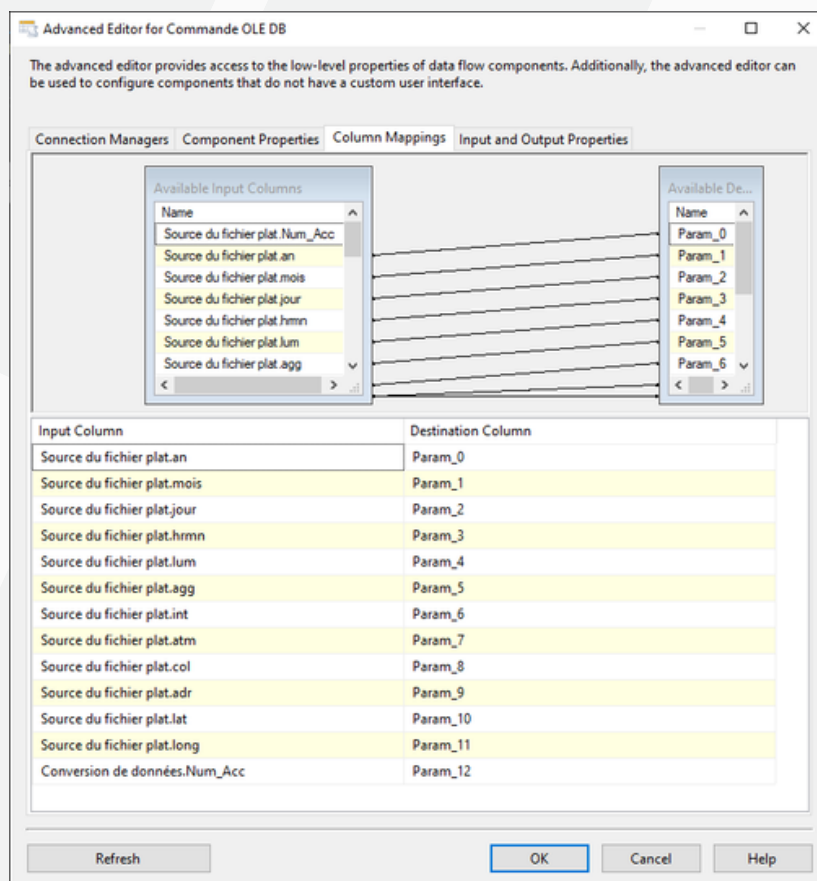 Advanced Editor for Commande OLE DB
The advanced editor provides access to the low-level properties of data flow components. Additionally, the advanced editor can
be used to configure components that do not have a custom user interface.
Connection Managers Component Properties Column Mappings Input and Output Properties
Available Input Columns
Name
Source du fichier plat.Num_Acc
Source du fichier plat.an
Source du fichier plat.mois
Source du fichier plat.jour
Source du fichier plat.hrmn
Source du fichier plat.lum
Source du fichier plat.agg
Available De...
Name
Param_0
Param_1
Param_2
Param_3
Param_4
Param_5
Param_6
Input Column Destination Column
Source du fichier plat.an Param_0
Source du fichier plat.mois Param_1
Source du fichier plat.jour Param_2
Source du fichier plat.hrmn Param_3
Source du fichier plat.lum Param_4
Source du fichier plat.agg Param_5
Source du fichier plat.int Param_6
Source du fichier plat.atm Param_7
Source du fichier plat.col Param_8
Source du fichier plat.adr Param_9
Source du fichier plat.lat Param_10
Source du fichier plat.long Param_11
Conversion de données.Num_Acc Param_12
Refresh OK Cancel Help